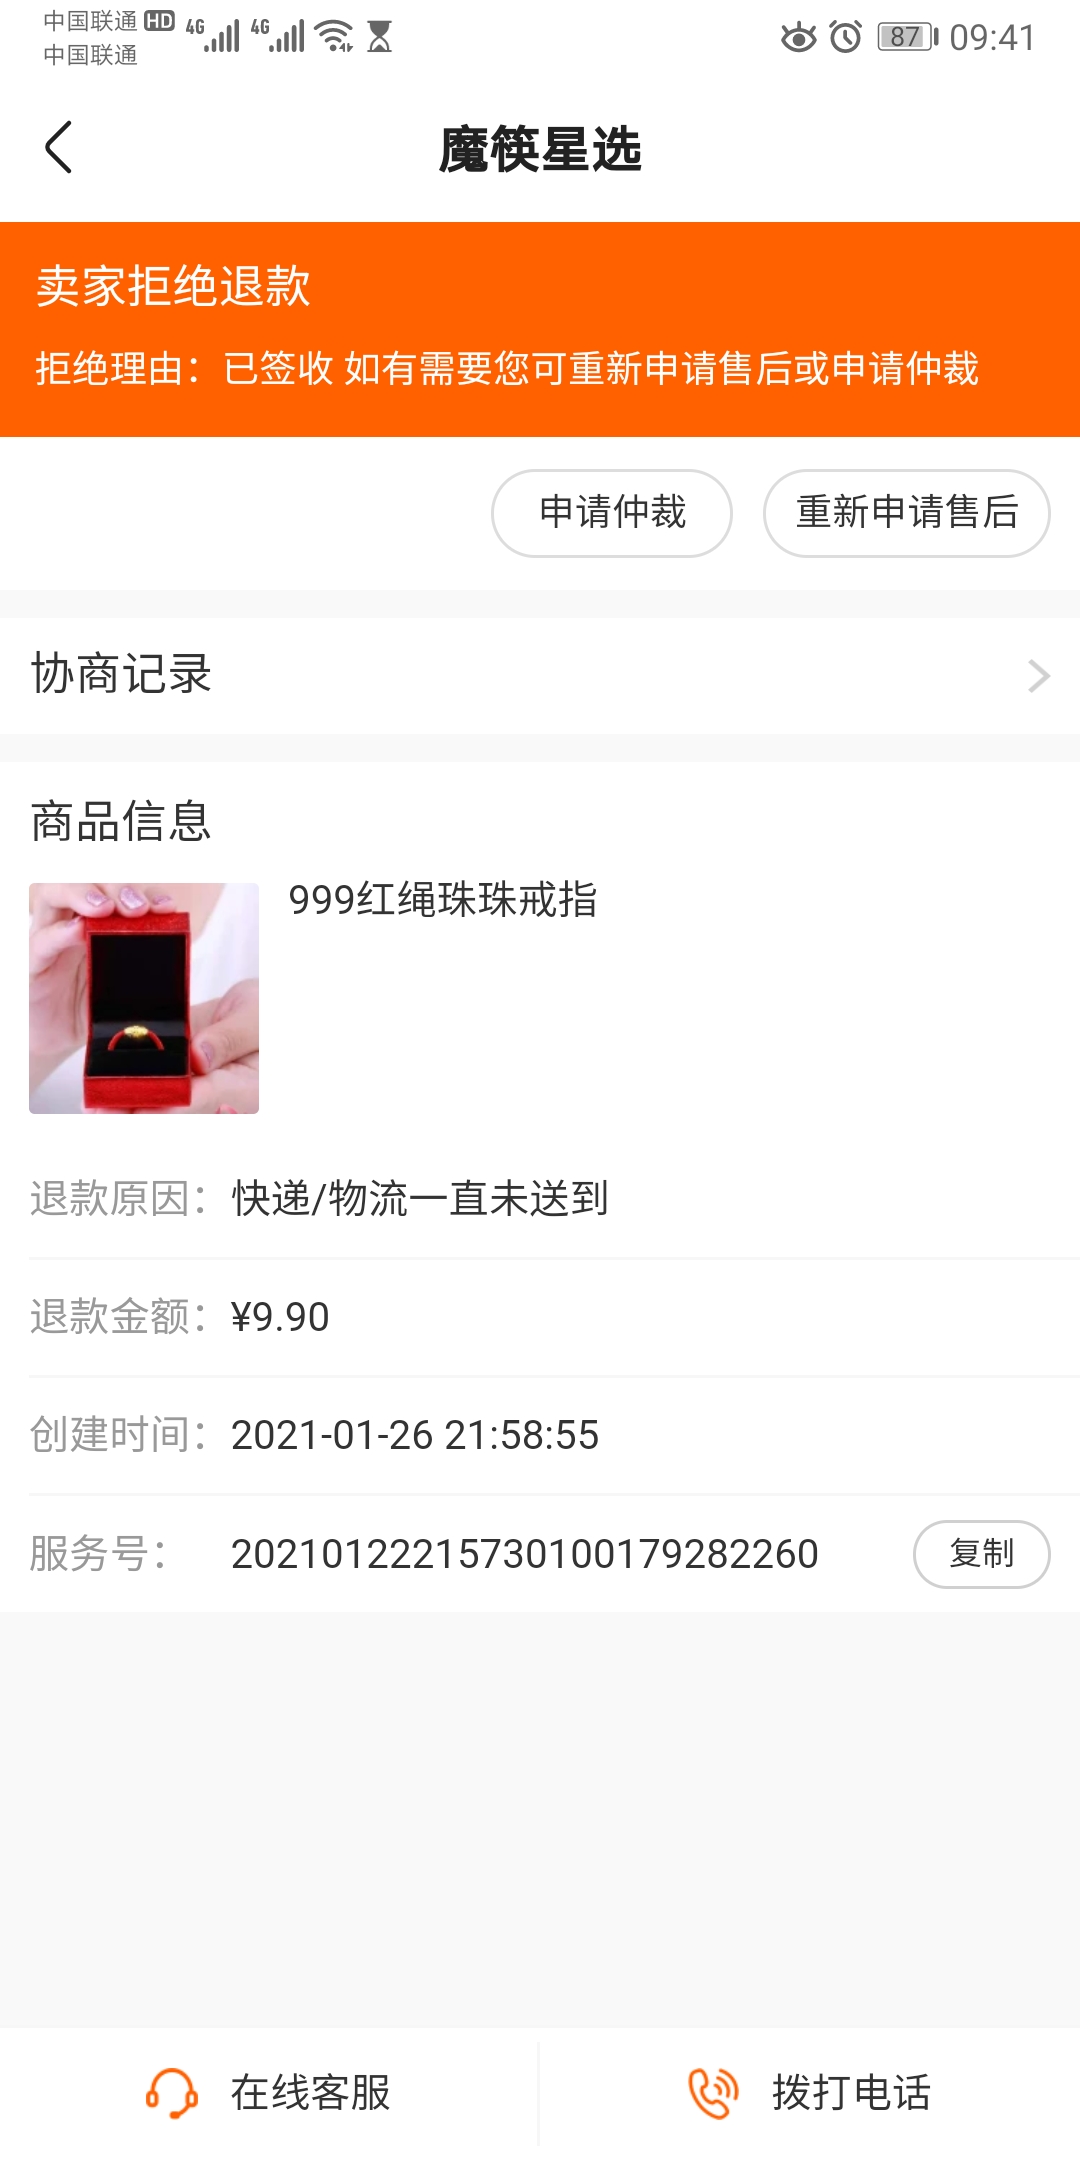 中国联通 HD 4G 4G 87 09:41
中国联通
魔筷星选
卖家拒绝退款
拒绝理由：已签收 如有需要您可重新申请售后或申请仲裁
申请仲裁 重新申请售后
协商记录
商品信息
999红绳珠珠戒指
退款原因：快递/物流一直未送到
退款金额：¥9.90
创建时间：2021-01-26 21:58:55
服务号：20210122215730100179282260 复制
在线客服 拨打电话